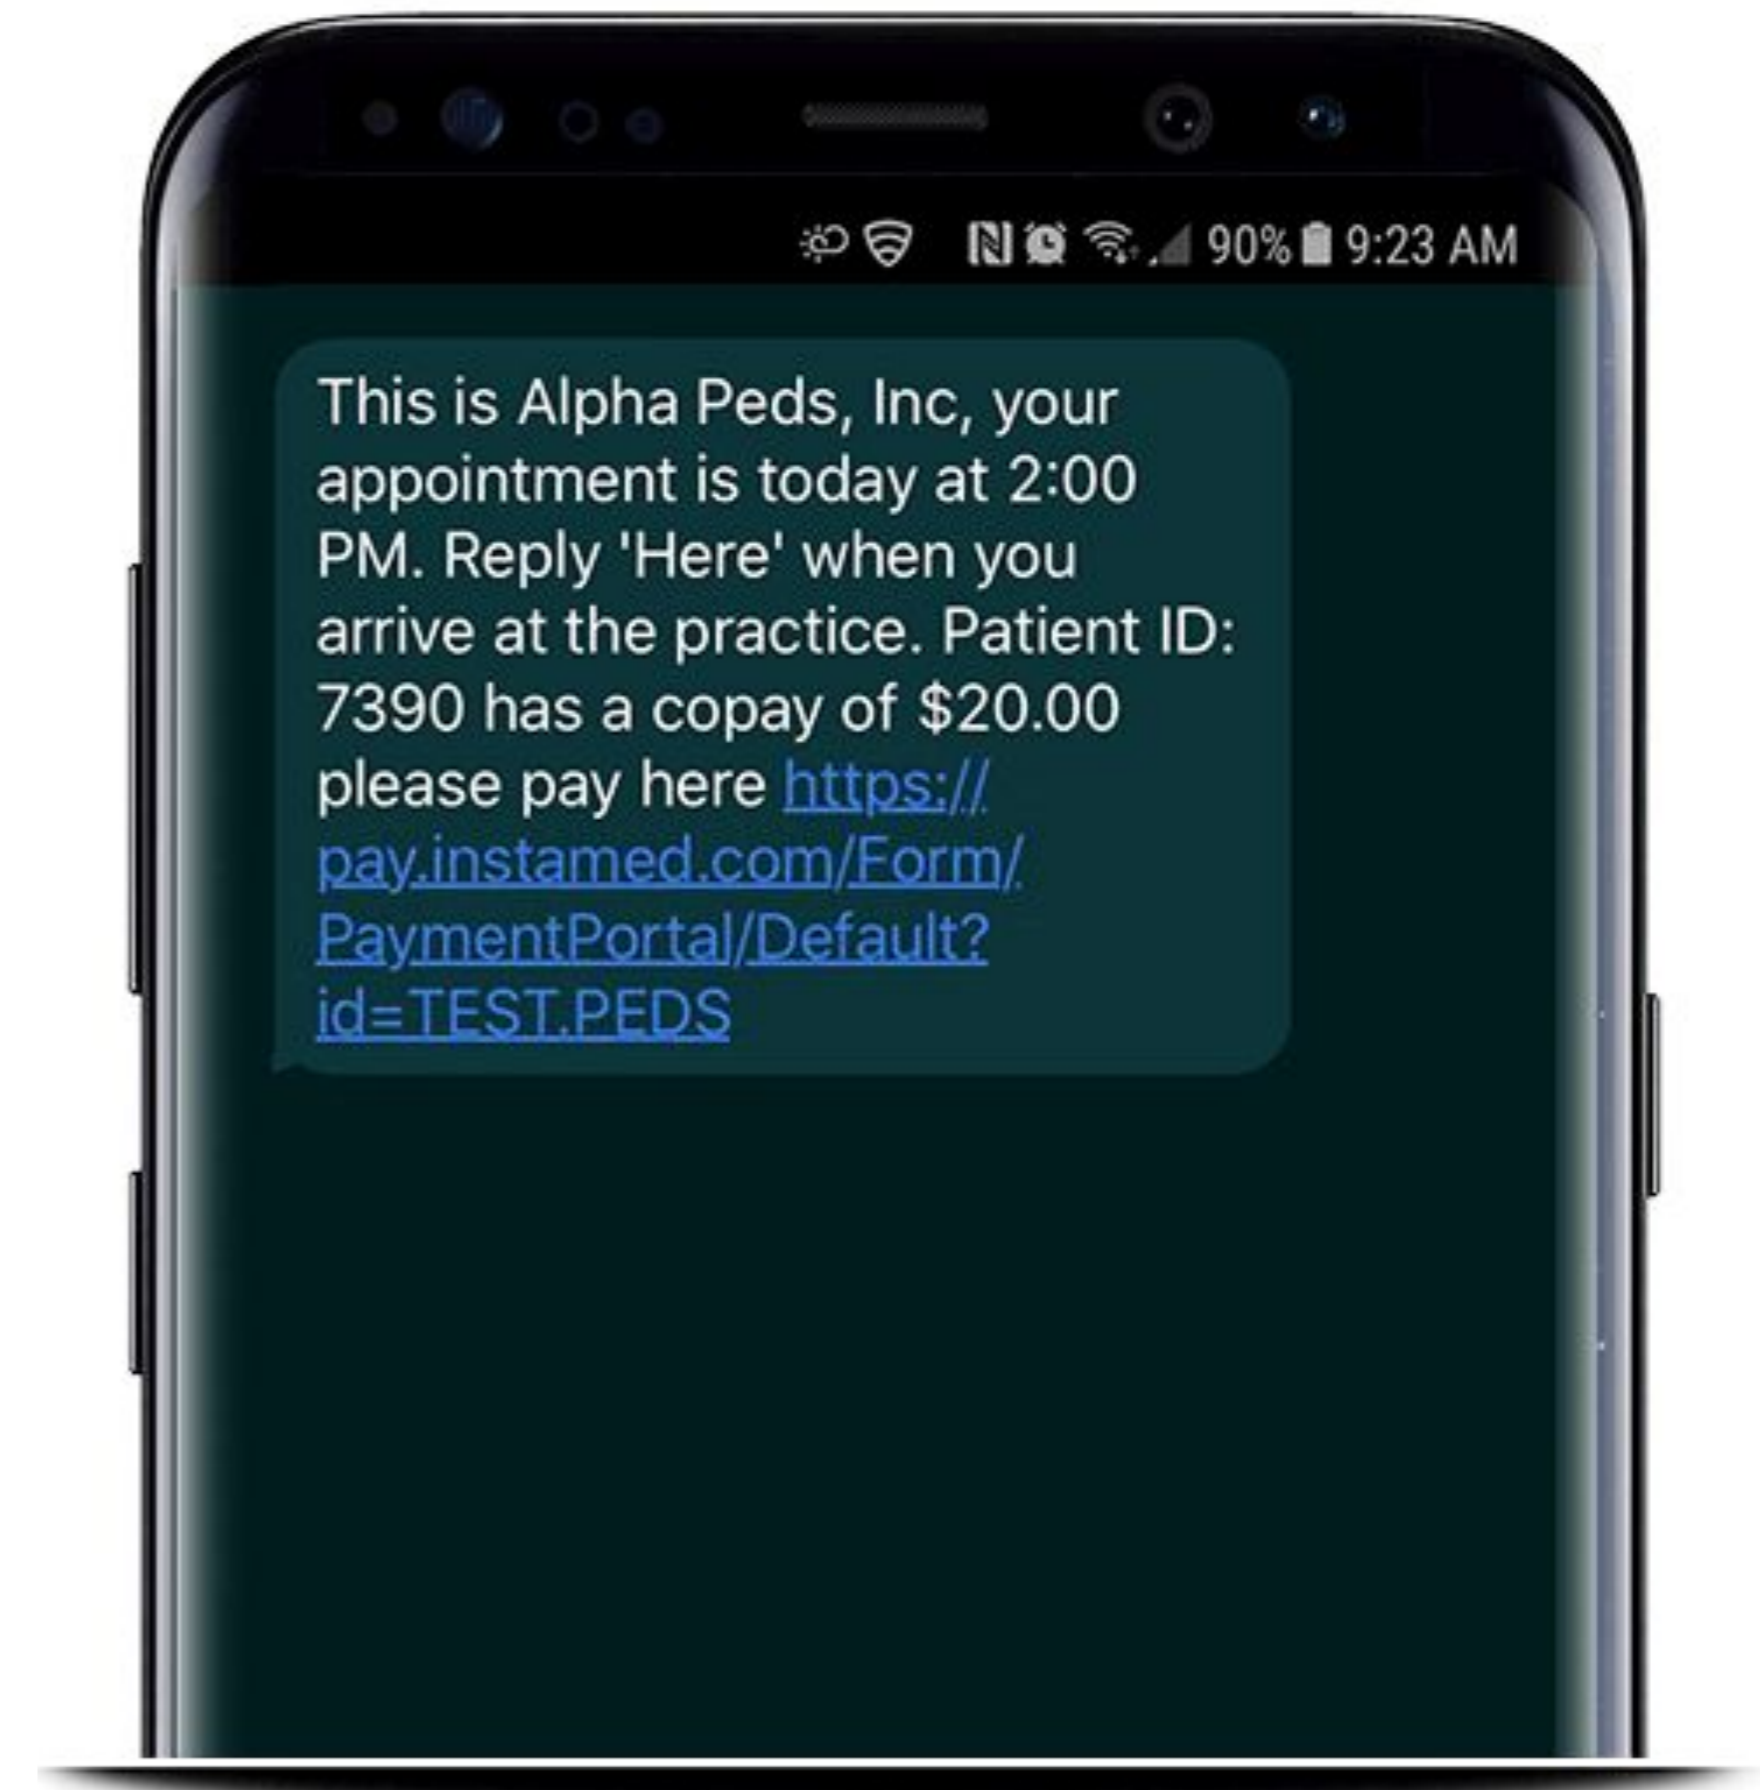 90% 9:23 AM
This is Alpha Peds, Inc, your
appointment is today at 2:00
PM. Reply 'Here' when you
arrive at the practice. Patient ID:
7390 has a copay of $20.00
please pay here https://
pay.instamed.com/Form/
PaymentPortal/Default?
id=TEST.PEDS